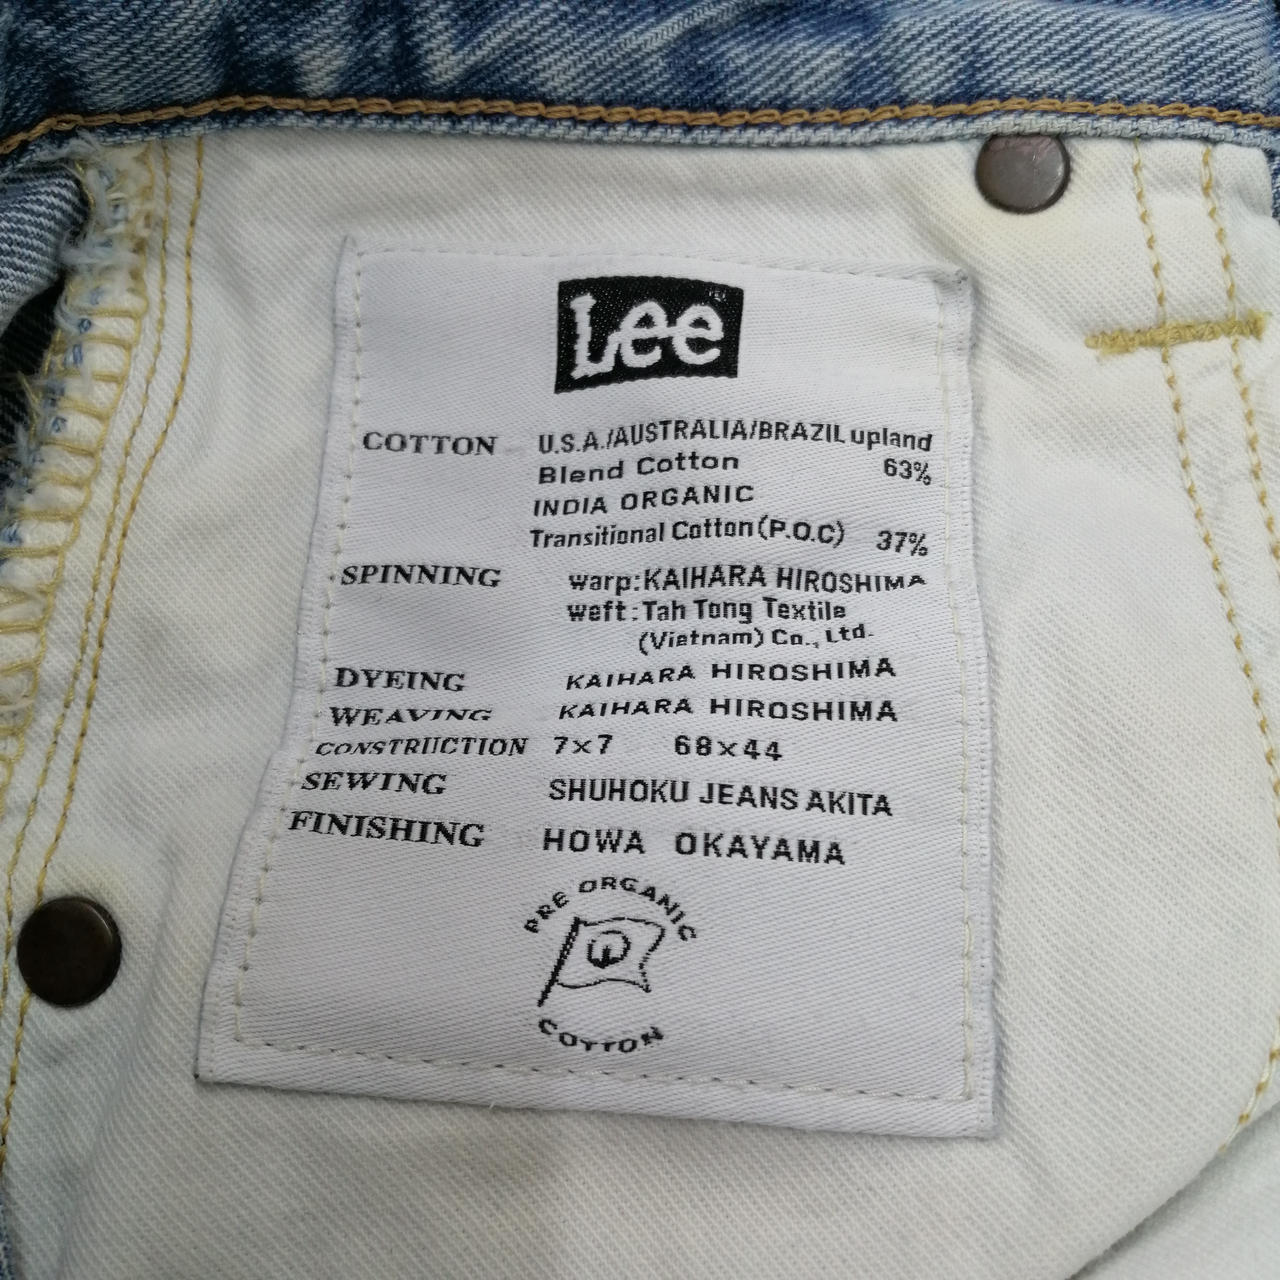 Lee®
COTTON U.S.A./AUSTRALIA/BRAZIL upland
Blend Cotton 63%
INDIA ORGANIC
Transitional Cotton(P.O.C) 37%
SPINNING warp:KAIHARA HIROSHIMA
weft:Tah Tong Textile
(Vietnam) Co., Ltd.
DYEING KAIHARA HIROSHIMA
WEAVING KAIHARA HIROSHIMA
CONSTRUCTION 7×7 68×44
SEWING SHUHOKU JEANS AKITA
FINISHING HOWA OKAYAMA
PRE ORGANIC
COTTON